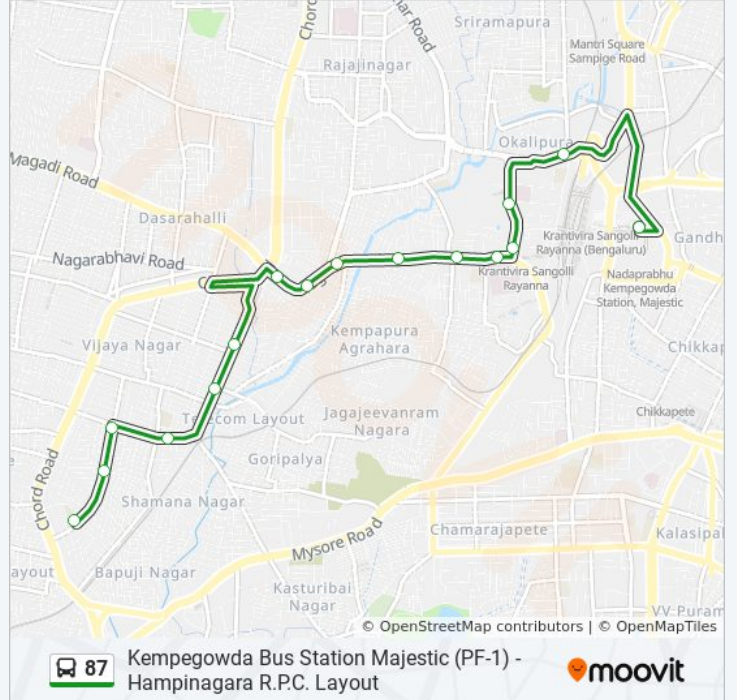 Chord
nar Road
Sriramapura
Mantri Square
Sampige Road
Rajajinagar
Okalipura
Magadi Road
Dasarahalli
Krantivira Sangolli
Rayanna (Bengaluru)
Gandh
Nagarabhavi Road
Krantivira Sangolli
Rayanna
Nadaprabhu
Kempegowda
Station, Majestic
Vijaya Nagar
Kempapura
Agrahara
Chikkap
Telecom Layout
Jagajeevanram
Nagara
Chikkapete
Goripalya
Chord Road
Shamana Nagar
Mysore Road
Chamarajapete
Kalasipal
ayout
Bapuji Nagar
Kasturibai
Nagar
VV Puram
© OpenStreetMap contributors | © OpenMapTiles
87
Kempegowda Bus Station Majestic (PF-1) -
Hampinagara R.P.C. Layout
moovit